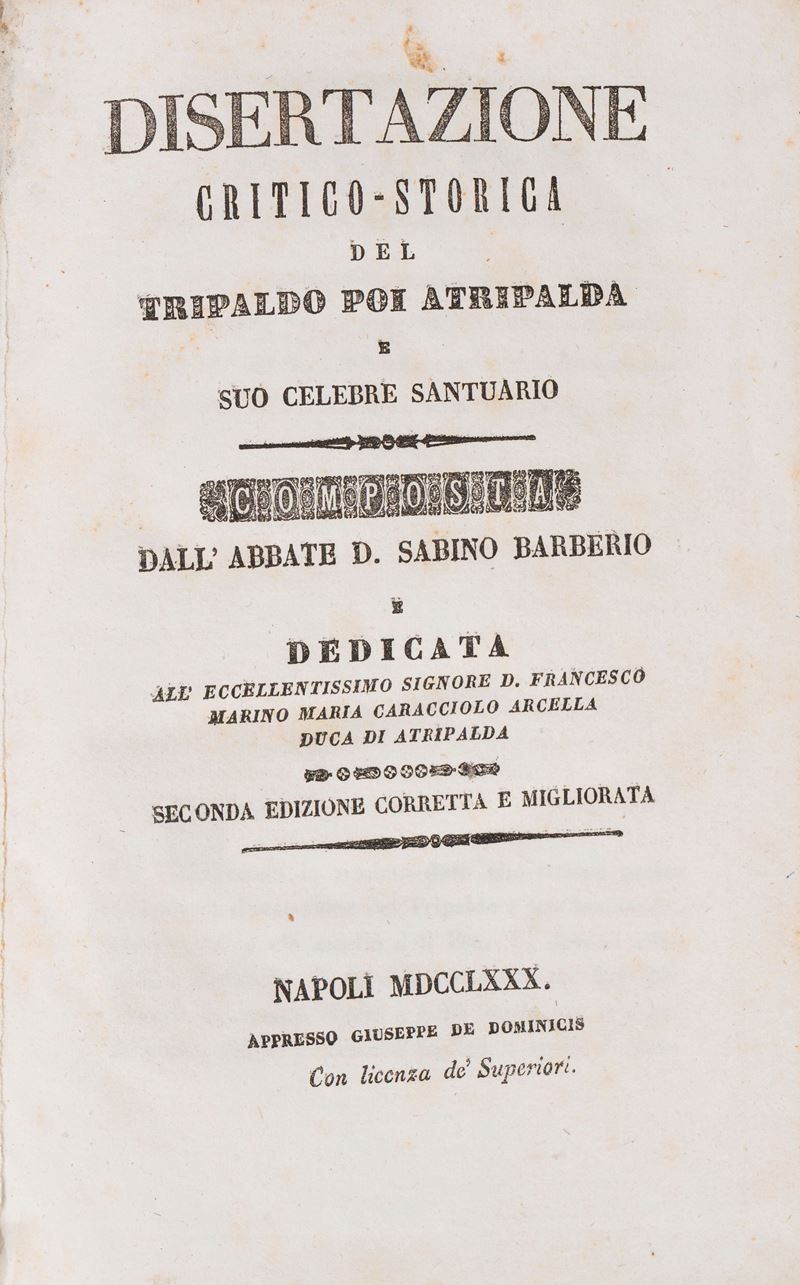 DISERTAZIONE
CRITICO-STORICA
DEL
TRIPALDO POI ATRIPALDA
E
SUO CELEBRE SANTUARIO
COMPOSTA
DALL' ABBATE D. SABINO BARBERIO
E
DEDICATA
ALL' ECCELLENTISSIMO SIGNORE D. FRANCESCO
MARINO MARIA CARACCIOLO ARCELLA
DUCA DI ATRIPALDA
SECONDA EDIZIONE CORRETTA E MIGLIORATA
NAPOLI MDCCLXXX.
APPRESSO GIUSEPPE DE DOMINICIS
Con licenza de' Superiori.